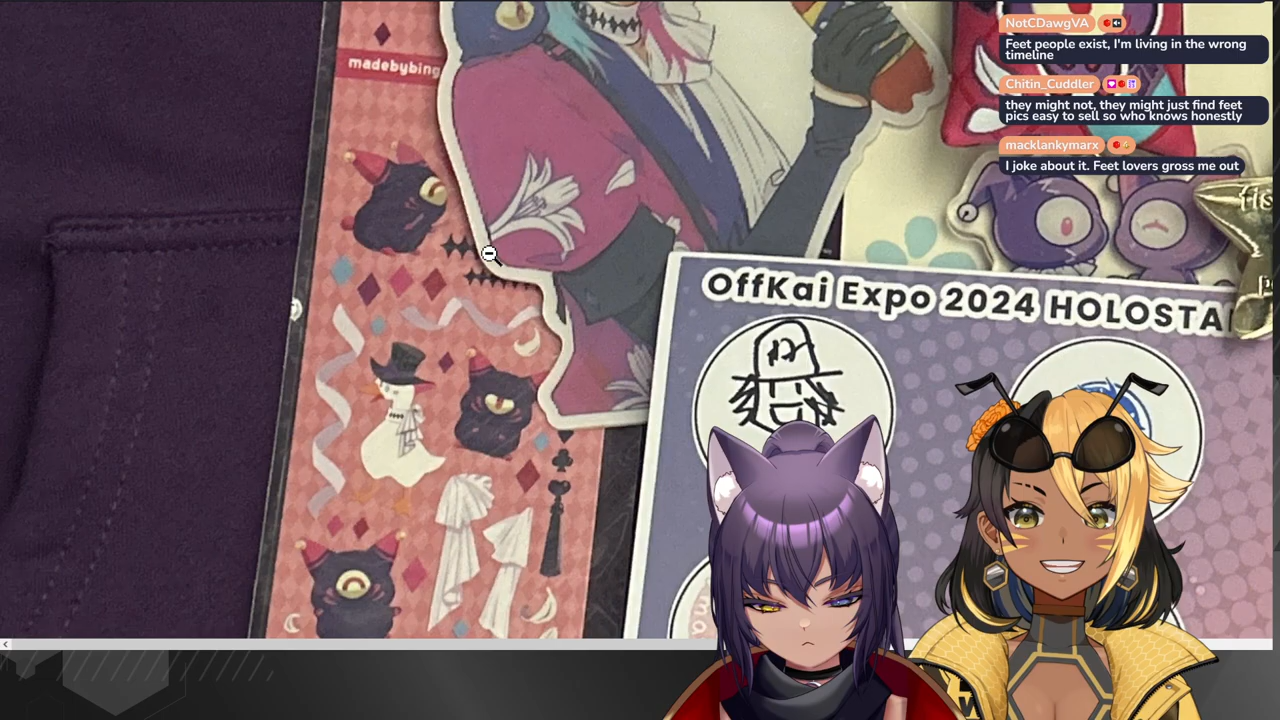 NotCDawgVA
Feet people exist, I'm living in the wrong
timeline
Chitin_Cuddler
they might not, they might just find feet
pics easy to sell so who knows honestly
macklankymarx
I joke about it. Feet lovers gross me out
madebybing
OffKai Expo 2024 HOLOSTA